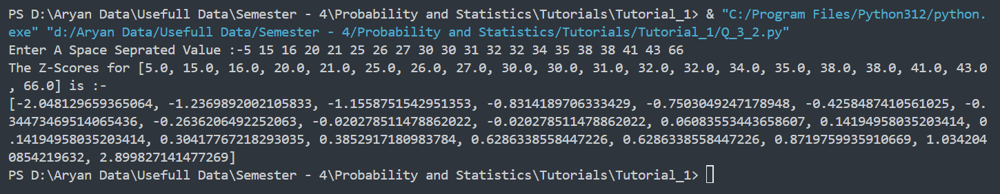 PS D:\Aryan Data\Usefull Data\Semester - 4\Probability and Statistics\Tutorials\Tutorial_1> & "C:/Program Files/Python312/python.
exe" "d:/Aryan Data/Usefull Data/Semester - 4/Probability and Statistics/Tutorials/Tutorial_1/Q_3_2.py"
Enter A Space Seprated Value :-5 15 16 20 21 25 26 27 30 30 31 32 32 34 35 38 38 41 43 66
The Z-Scores for [5.0, 15.0, 16.0, 20.0, 21.0, 25.0, 26.0, 27.0, 30.0, 30.0, 31.0, 32.0, 32.0, 34.0, 35.0, 38.0, 38.0, 41.0, 43.0
, 66.0] is :-
[-2.048129659365064, -1.2369892002105833, -1.1558751542951353, -0.8314189706333429, -0.7503049247178948, -0.4258487410561025, -0.
34473469514065436, -0.2636206492252063, -0.020278511478862022, -0.020278511478862022, 0.06083553443658607, 0.14194958035203414, 0
.14194958035203414, 0.30417767218293035, 0.3852917180983784, 0.6286338558447226, 0.6286338558447226, 0.8719759935910669, 1.034204
0854219632, 2.899827141477269]
PS D:\Aryan Data\Usefull Data\Semester - 4\Probability and Statistics\Tutorials\Tutorial_1>